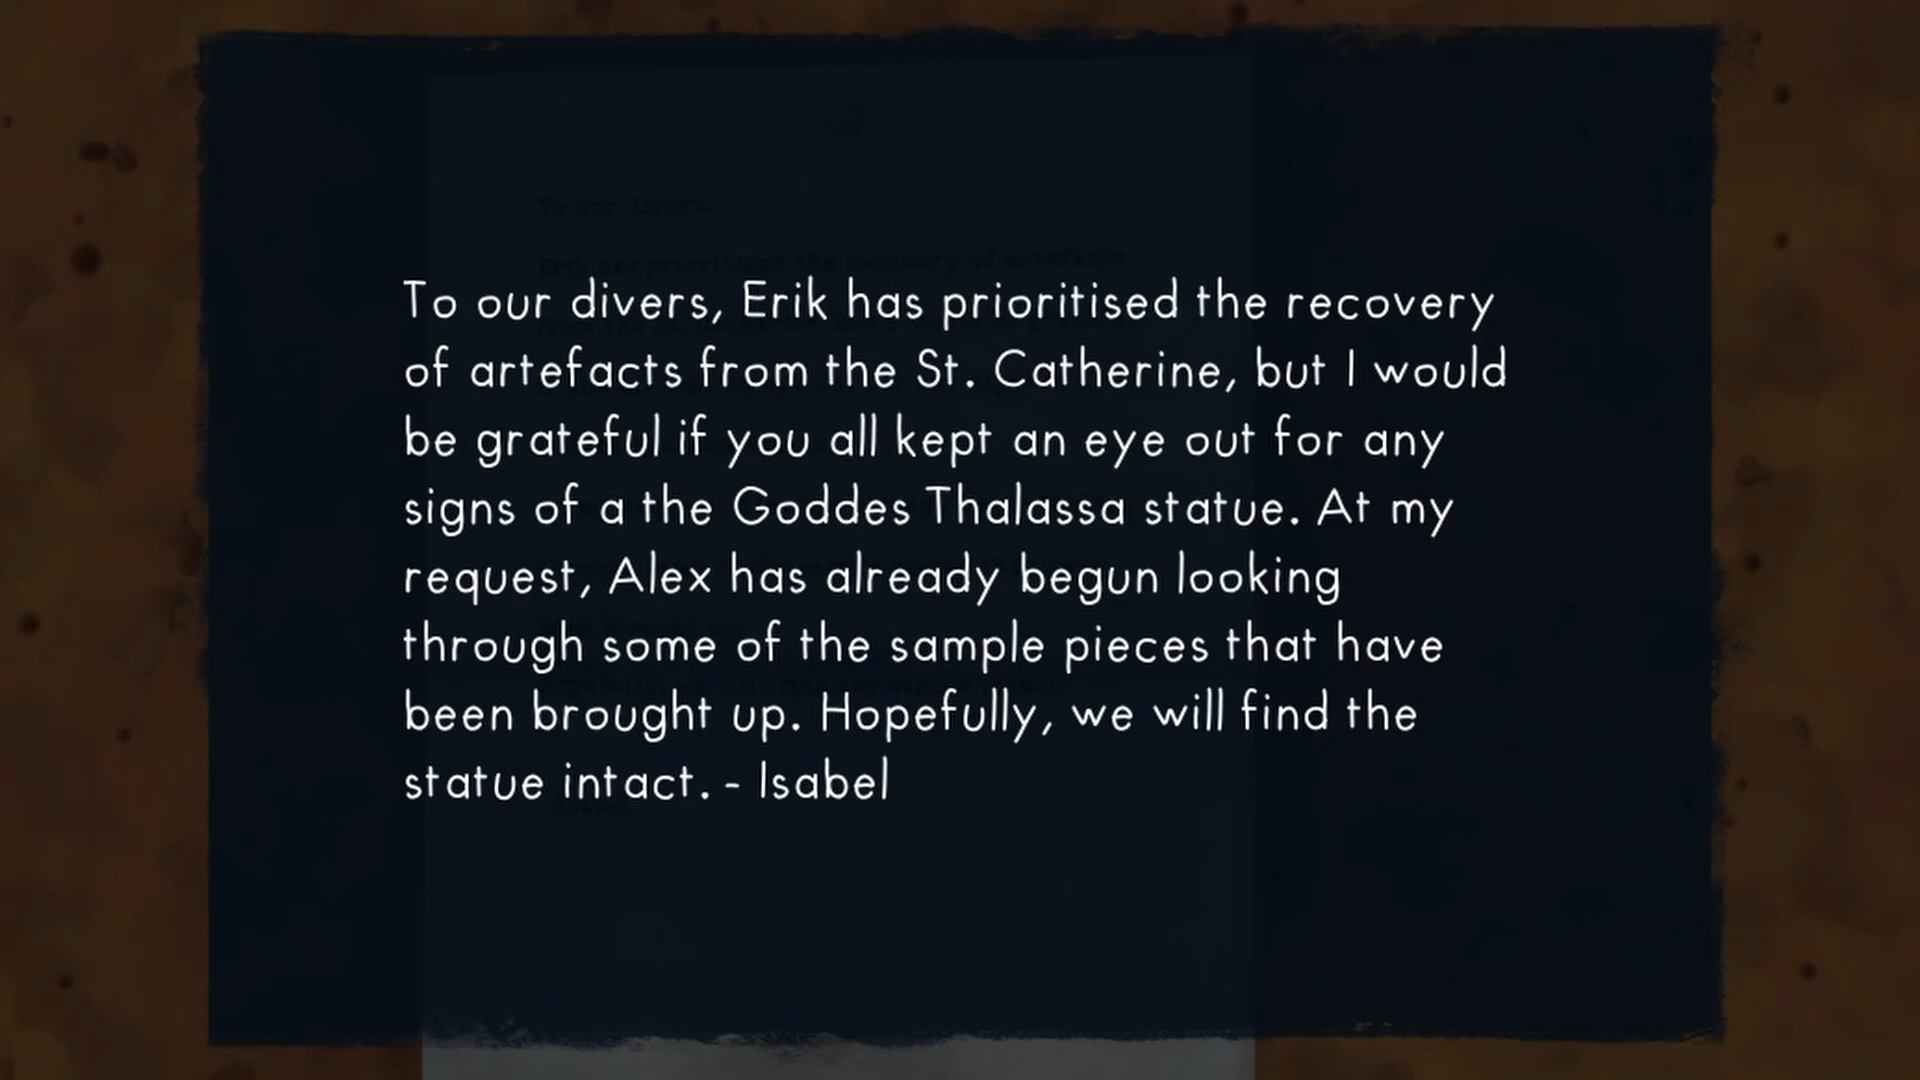 To our divers, Erik has prioritised the recovery
of artefacts from the St. Catherine, but I would
be grateful if you all kept an eye out for any
signs of a the Goddes Thalassa statue. At my
request, Alex has already begun looking
through some of the sample pieces that have
been brought up. Hopefully, we will find the
statue intact. - Isabel